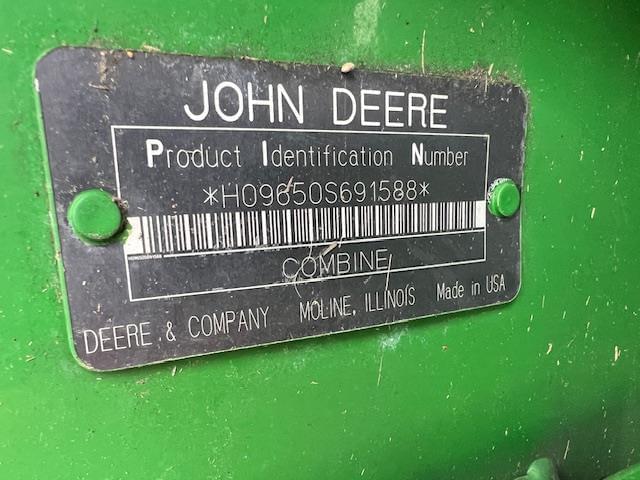 JOHN DEERE
Product Identification Number
*H09650S691588*
COMBINE
DEERE & COMPANY MOLINE, ILLINOIS Made in USA